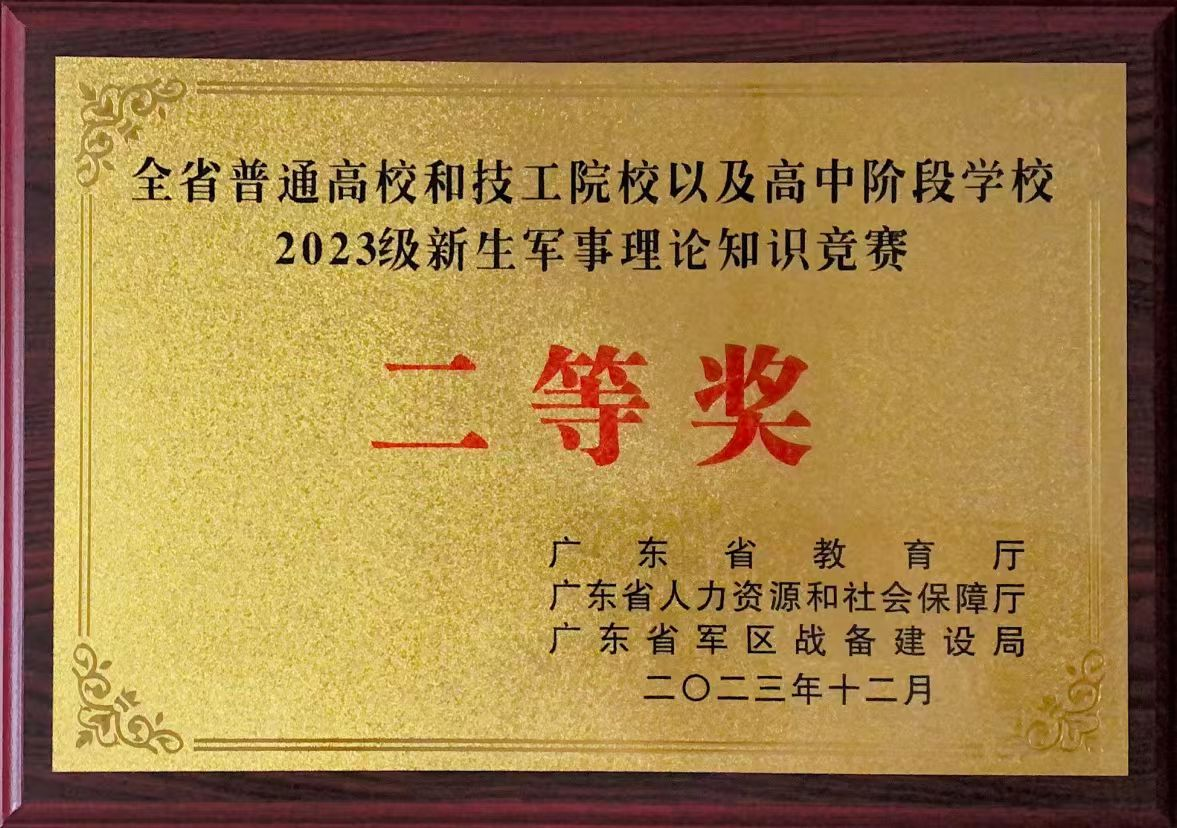 全省普通高校和技工院校以及高中阶段学校
2023级新生军事理论知识竞赛
二等奖
广东省教育厅
广东省人力资源和社会保障厅
广东省军区战备建设局
二〇二三年十二月